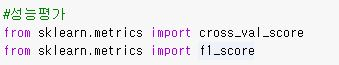 #성능평가
from sklearn.metrics import cross_val_score
from sklearn.metrics import f1_score